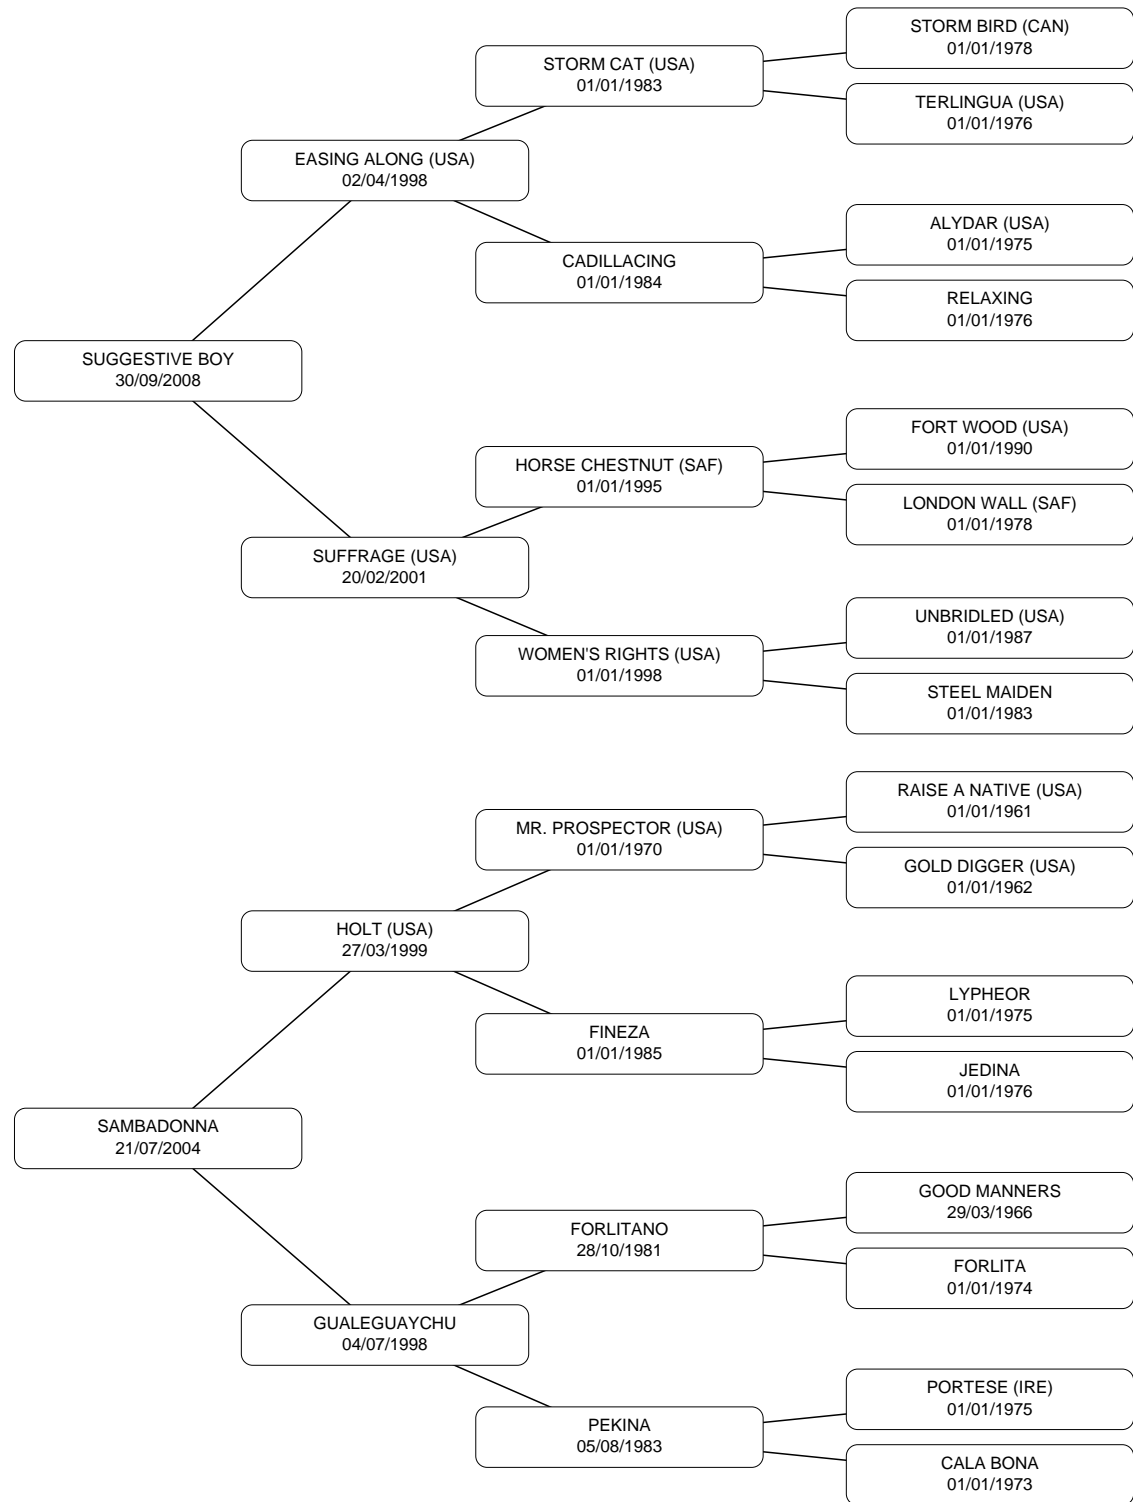 STORM BIRD (CAN)
01/01/1978
STORM CAT (USA)
01/01/1983
TERLINGUA (USA)
01/01/1976
EASING ALONG (USA)
02/04/1998
ALYDAR (USA)
01/01/1975
CADILLACING
01/01/1984
RELAXING
01/01/1976
SUGGESTIVE BOY
30/09/2008
FORT WOOD (USA)
01/01/1990
HORSE CHESTNUT (SAF)
01/01/1995
LONDON WALL (SAF)
01/01/1978
SUFFRAGE (USA)
20/02/2001
UNBRIDLED (USA)
01/01/1987
WOMEN'S RIGHTS (USA)
01/01/1998
STEEL MAIDEN
01/01/1983
RAISE A NATIVE (USA)
01/01/1961
MR. PROSPECTOR (USA)
01/01/1970
GOLD DIGGER (USA)
01/01/1962
HOLT (USA)
27/03/1999
LYPHEOR
01/01/1975
FINEZA
01/01/1985
JEDINA
01/01/1976
SAMBADONNA
21/07/2004
GOOD MANNERS
29/03/1966
FORLITANO
28/10/1981
FORLITA
01/01/1974
GUALEGUAYCHU
04/07/1998
PORTESE (IRE)
01/01/1975
PEKINA
05/08/1983
CALA BONA
01/01/1973